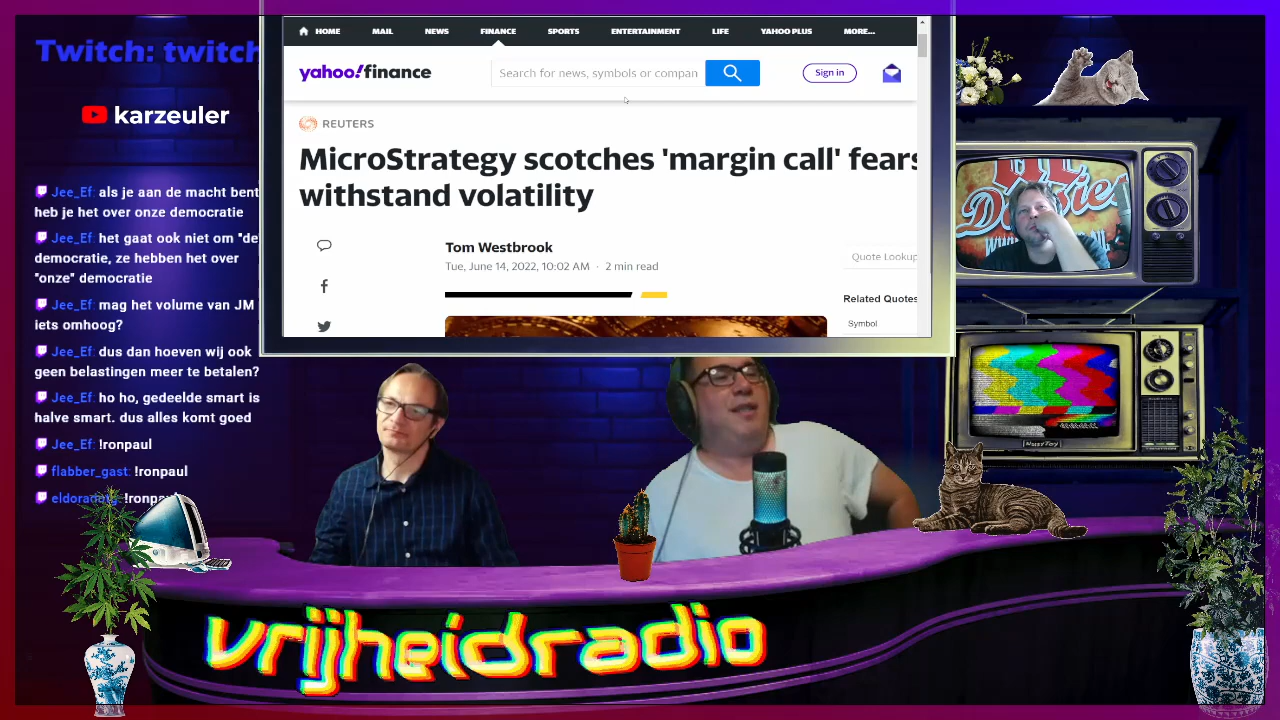 Twitch: twitch
karzeuler
Jee_Ef: als je aan de macht bent
heb je het over onze democratie
Jee_Ef: het gaat ook niet om "de
democratie, ze hebben het over
"onze" democratie
Jee_Ef: mag het volume van JM
iets omhoog?
Jee_Ef: dus dan hoeven wij ook
geen belastingen meer te betalen?
Jee_Ef: ho ho, gedeelde smart is
halve smart. dus alles komt goed
Jee_Ef: !ronpaul
flabber_gast: !ronpaul
HOME MAIL NEWS FINANCE SPORTS ENTERTAINMENT LIFE YAHOO PLUS MORE...
yahoo!finance
Search for news, symbols or compan
Sign in
REUTERS
MicroStrategy scotches 'margin call' fears
withstand volatility
Tom Westbrook
Tue, June 14, 2022, 10:02 AM · 2 min read
Quote Lookup
Related Quotes
Symbol
vrijheidradio